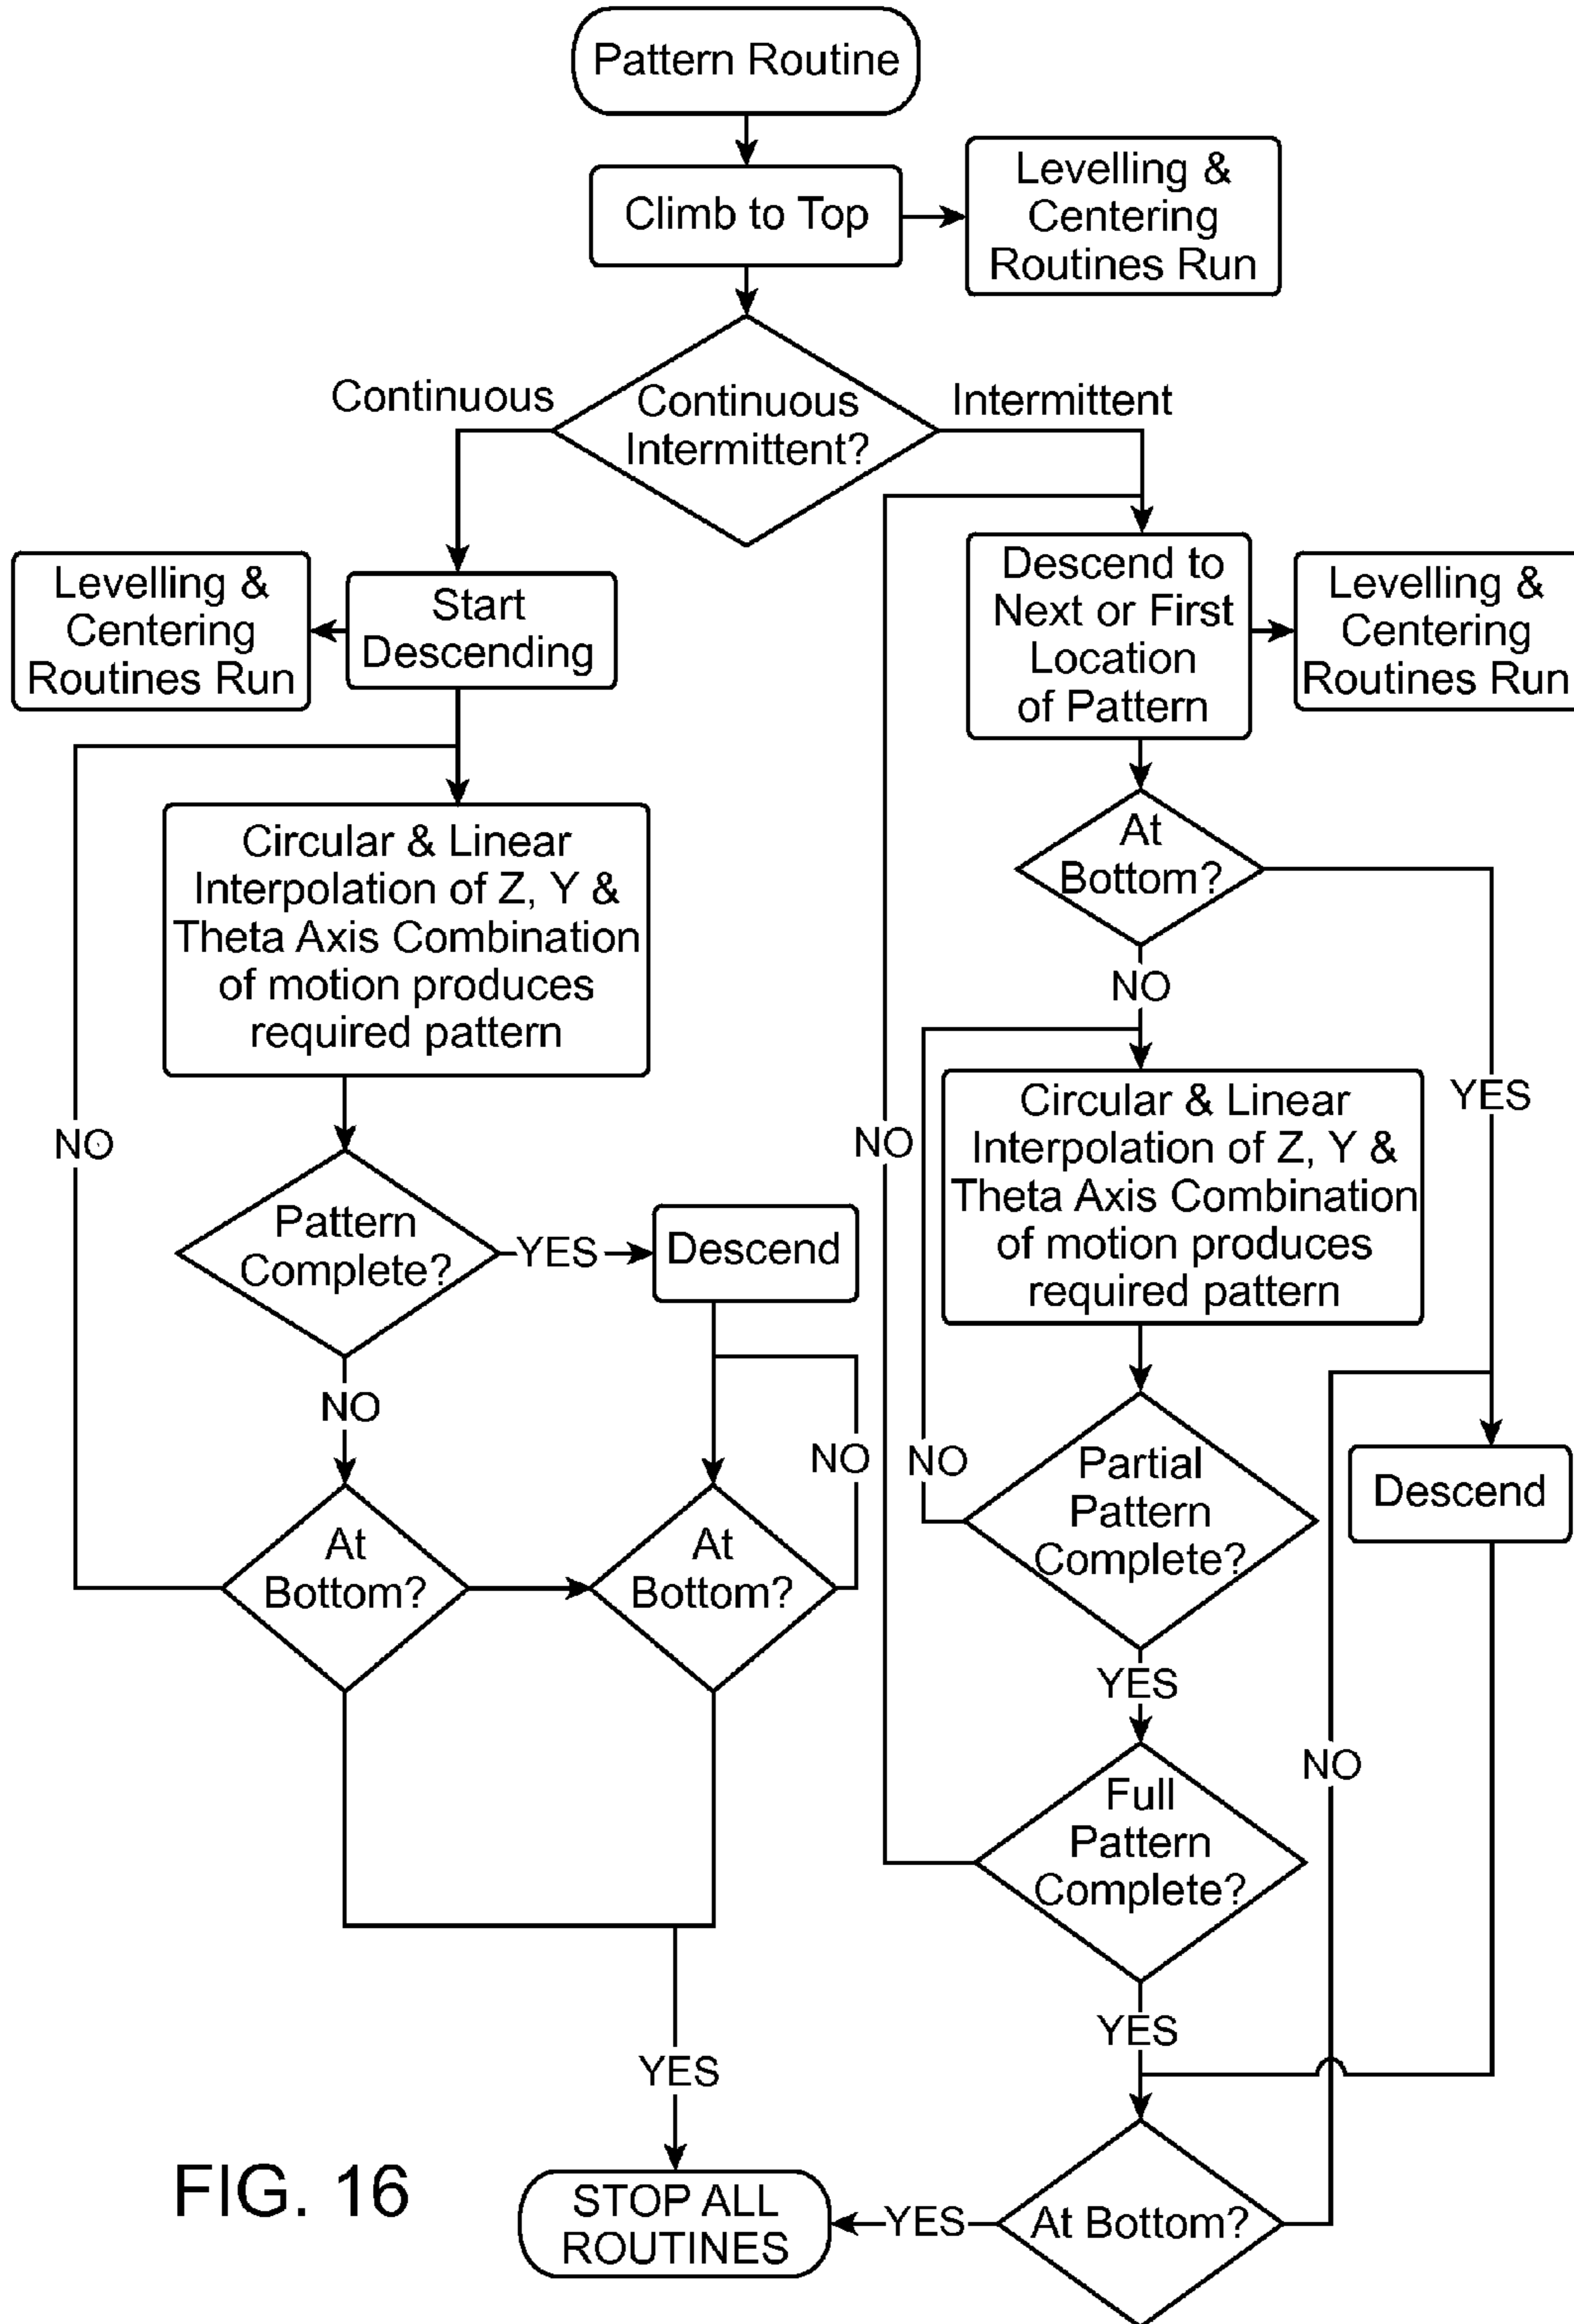 Pattern Routine
Climb to Top
Levelling &
Centering
Routines Run
Continuous
Intermittent?
Continuous
Intermittent
Levelling &
Centering
Routines Run
Start
Descending
Descend to
Next or First
Location
of Pattern
Levelling &
Centering
Routines Run
Circular & Linear
Interpolation of Z, Y &
Theta Axis Combination
of motion produces
required pattern
At
Bottom?
NO
YES
NO
NO
Circular & Linear
Interpolation of Z, Y &
Theta Axis Combination
of motion produces
required pattern
Pattern
Complete?
YES
Descend
NO
NO
NO
Partial
Pattern
Complete?
Descend
At
Bottom?
At
Bottom?
YES
NO
Full
Pattern
Complete?
YES
YES
FIG. 16
STOP ALL
ROUTINES
YES
At Bottom?